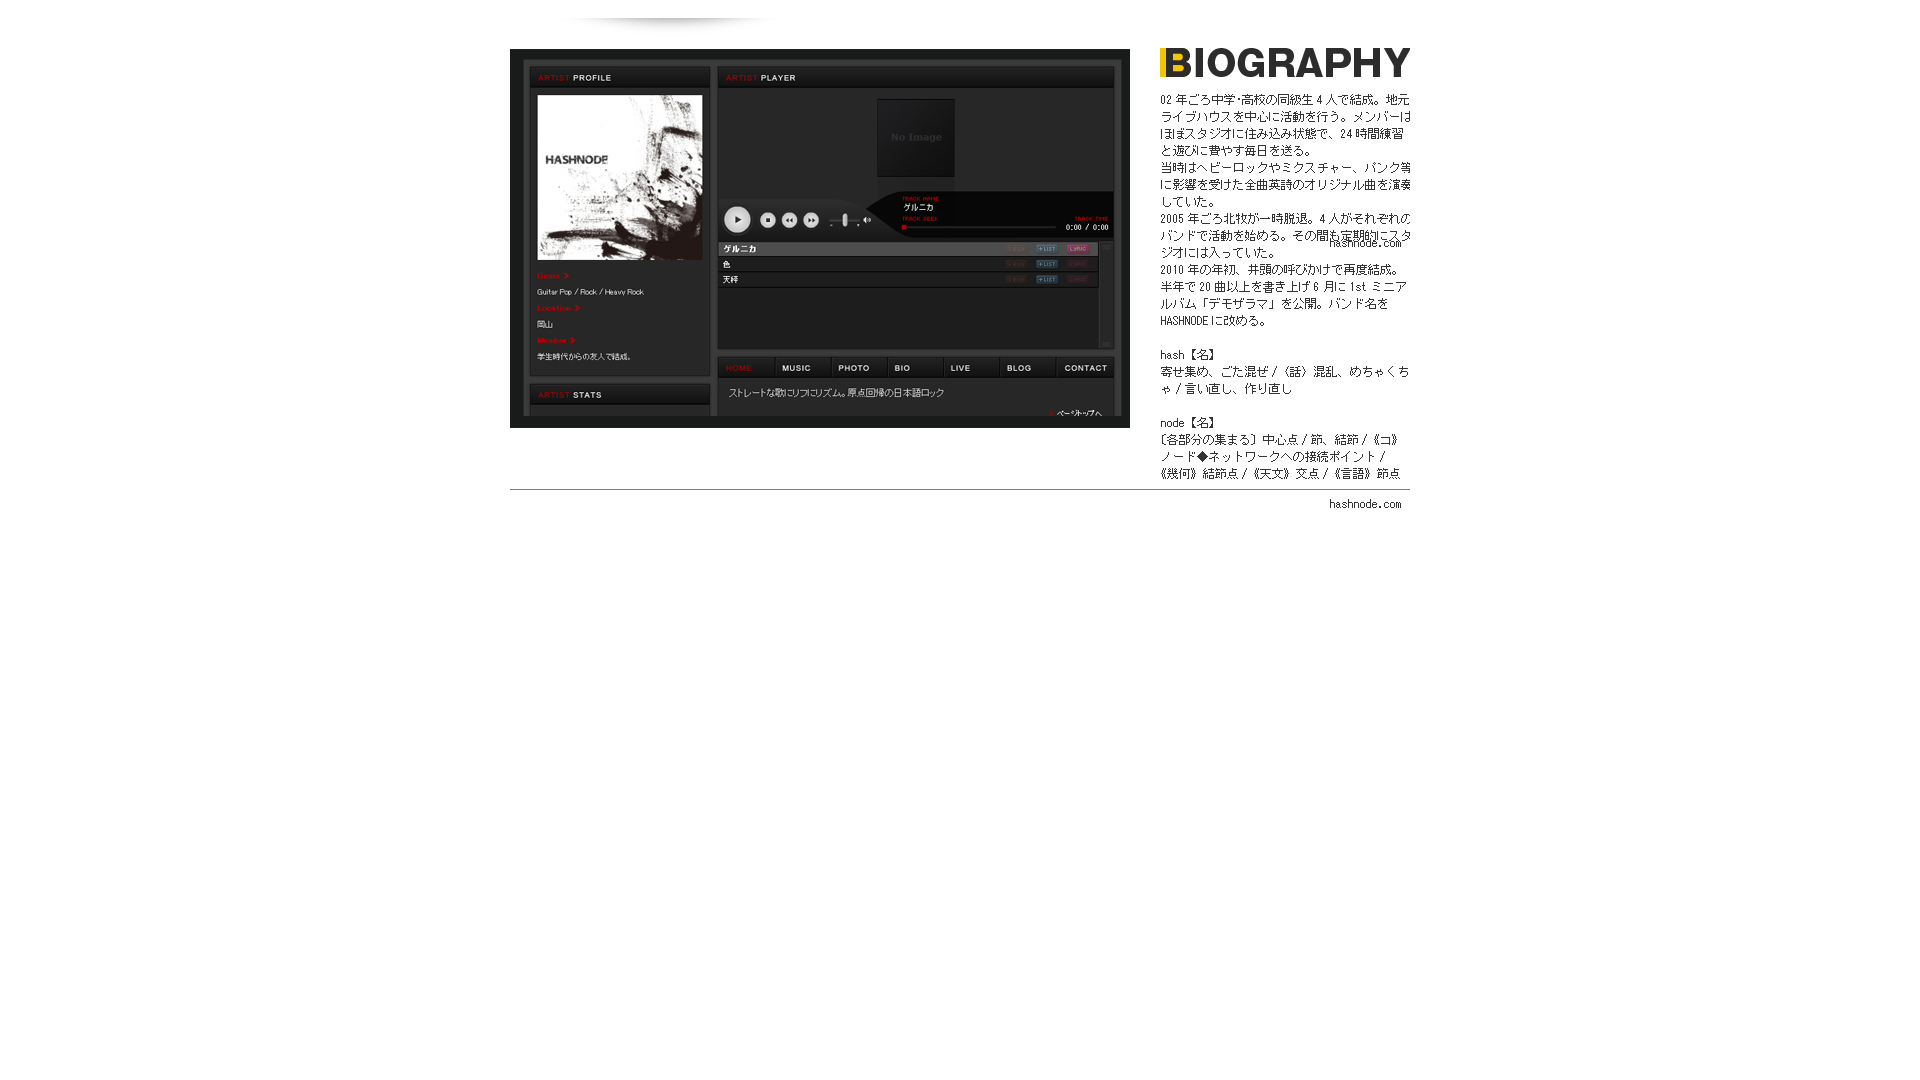 ARTIST PROFILE
HASHNODE
Genre
Guitar Pop / Rock / Heavy Rock
Location
岡山
Member
学生時代からの友人で結成。
ARTIST STATS
ARTIST PLAYER
No Image
TRACK NAME
ゲルニカ
TRACK SEEK
TRACK TIME
0:00 / 0:00
ゲルニカ +LIST LYRIC
色 +LIST
+LIST
HOME MUSIC PHOTO BIO LIVE BLOG CONTACT
ストレートな歌にリフにリズム。原点回帰の日本語ロック
ページトップへ
BIOGRAPHY
02 年ごろ中学・高校の同級生 4 人で結成。地元
ライブハウスを中心に活動を行う。メンバーは
ほぼスタジオに住み込み状態で、24 時間練習
と遊びに費やす毎日を送る。
当時はヘビーロックやミクスチャー、パンク等
に影響を受けた全曲英詩のオリジナル曲を演奏
していた。
2005 年ごろ北牧が一時脱退。4 人がそれぞれの
バンドで活動を始める。その間も定期的にスタ
hashnode.com
ジオには入っていた。
2010 年の年初、井頭の呼びかけで再度結成。
半年で 20 曲以上を書き上げ 6 月に 1st ミニア
ルバム「デモザラマ」を公開。バンド名を
HASHNODE に改める。
hash【名】
寄せ集め、ごた混ぜ /〈話〉混乱、めちゃくち
ゃ / 言い直し、作り直し
node【名】
〔各部分の集まる〕中心点 / 節、結節 /《コ》
ノード◆ネットワークへの接続ポイント /
《幾何》結節点 /《天文》交点 /《言語》節点
hashnode.com